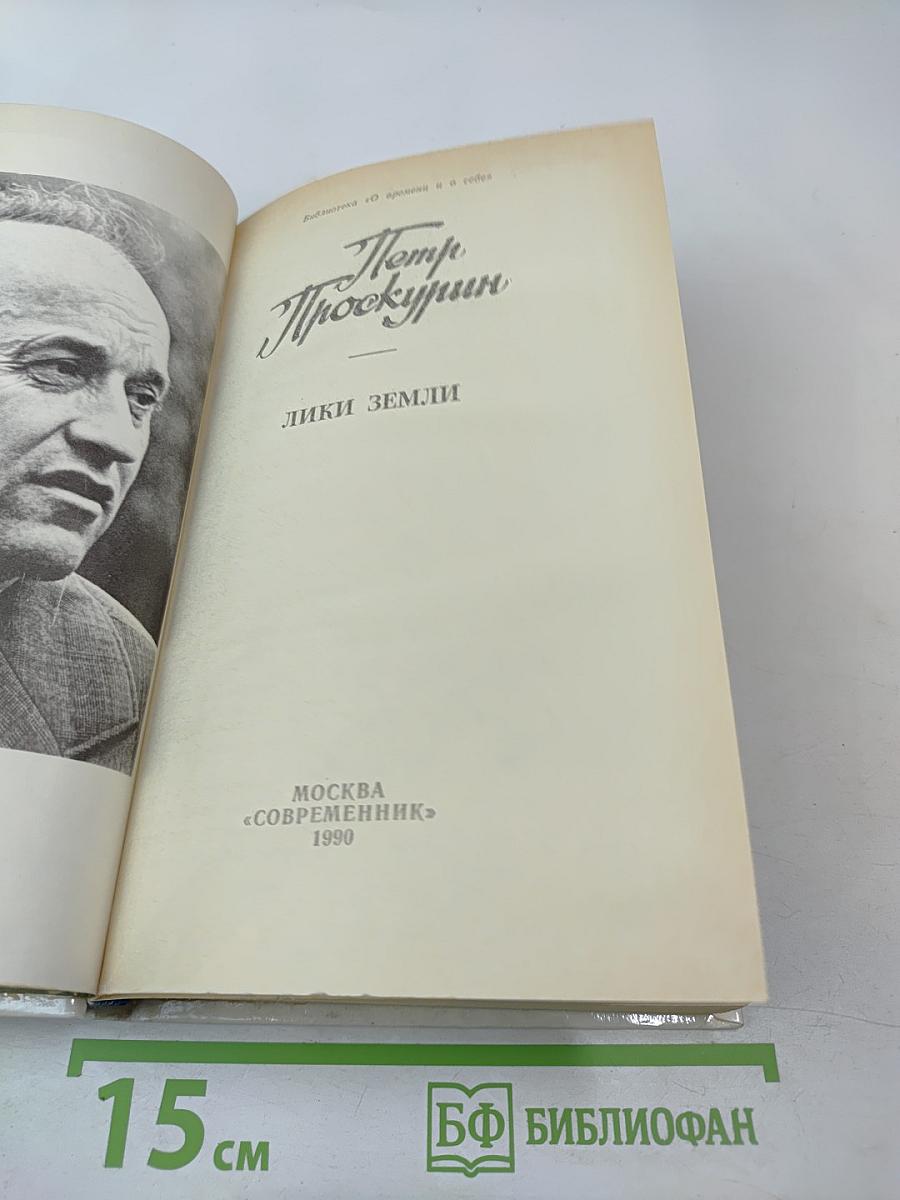 Библиотека «О времени и о себе»
Петр
Проскурин
ЛИКИ ЗЕМЛИ
МОСКВА
«СОВРЕМЕННИК»
1990
15 см
БФ БИБЛИОФАН